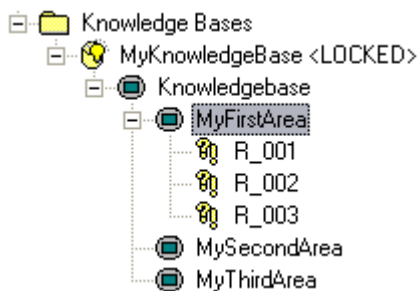 Knowledge Bases
MyKnowledgeBase <LOCKED>
Knowledgebase
MyFirstArea
R_001
R_002
R_003
MySecondArea
MyThirdArea